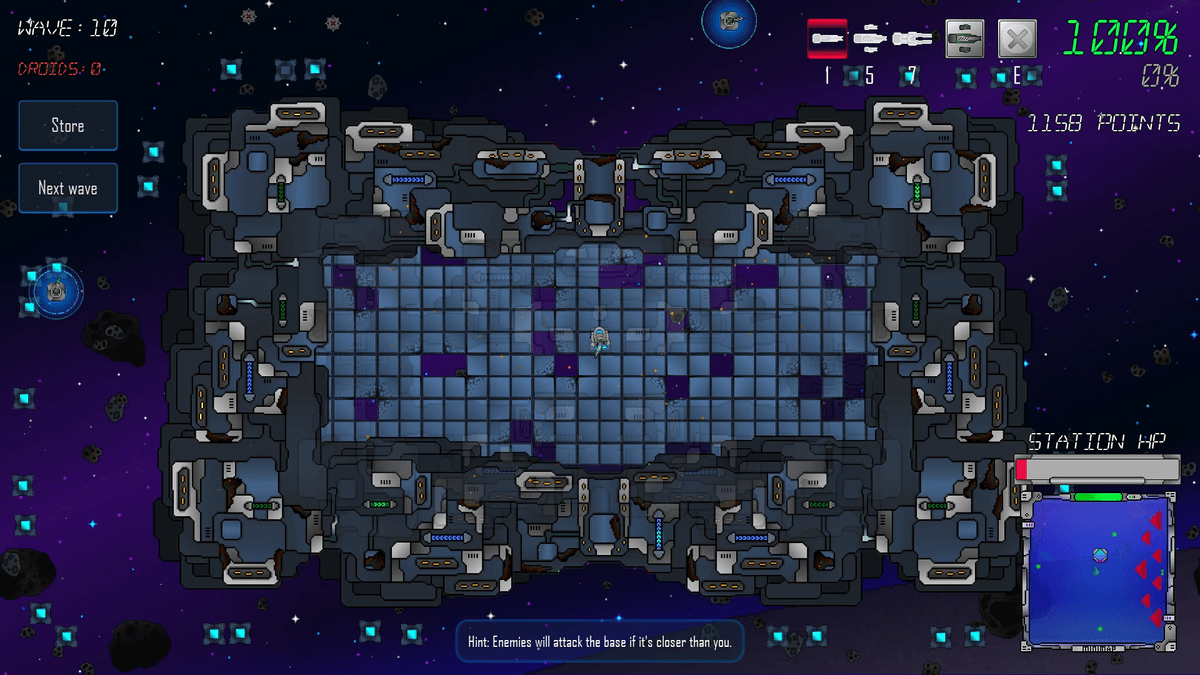 WAVE: 10
DROIDS: 0
Store
Next wave
1 5 7 E
100%
0%
1158 POINTS
STATION HP
Hint: Enemies will attack the base if it's closer than you.
MINIMAP